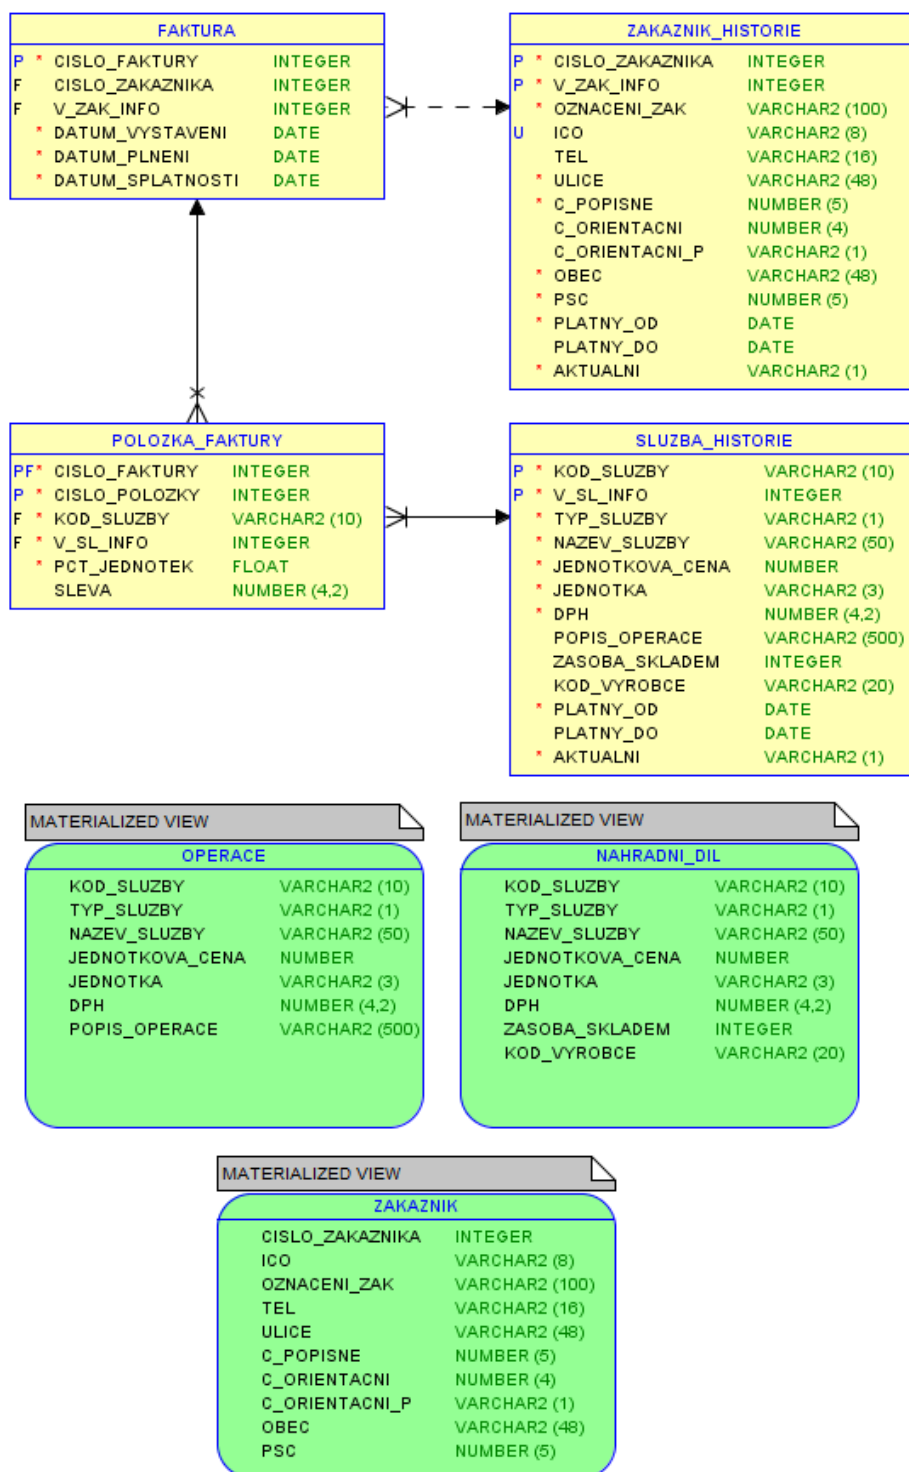 FAKTURA
P * CISLO_FAKTURY INTEGER
F CISLO_ZAKAZNIKA INTEGER
F V_ZAK_INFO INTEGER
* DATUM_VYSTAVENI DATE
* DATUM_PLNENI DATE
* DATUM_SPLATNOSTI DATE
ZAKAZNIK_HISTORIE
P * CISLO_ZAKAZNIKA INTEGER
P * V_ZAK_INFO INTEGER
* OZNACENI_ZAK VARCHAR2 (100)
U ICO VARCHAR2 (8)
TEL VARCHAR2 (16)
* ULICE VARCHAR2 (48)
* C_POPISNE NUMBER (5)
C_ORIENTACNI NUMBER (4)
C_ORIENTACNI_P VARCHAR2 (1)
* OBEC VARCHAR2 (48)
* PSC NUMBER (5)
* PLATNY_OD DATE
PLATNY_DO DATE
* AKTUALNI VARCHAR2 (1)
POLOZKA_FAKTURY
PF* CISLO_FAKTURY INTEGER
P * CISLO_POLOZKY INTEGER
F * KOD_SLUZBY VARCHAR2 (10)
F * V_SL_INFO INTEGER
* PCT_JEDNOTEK FLOAT
SLEVA NUMBER (4,2)
SLUZBA_HISTORIE
P * KOD_SLUZBY VARCHAR2 (10)
P * V_SL_INFO INTEGER
* TYP_SLUZBY VARCHAR2 (1)
* NAZEV_SLUZBY VARCHAR2 (50)
* JEDNOTKOVA_CENA NUMBER
* JEDNOTKA VARCHAR2 (3)
* DPH NUMBER (4,2)
POPIS_OPERACE VARCHAR2 (500)
ZASOBA_SKLADEM INTEGER
KOD_VYROBCE VARCHAR2 (20)
* PLATNY_OD DATE
PLATNY_DO DATE
* AKTUALNI VARCHAR2 (1)
MATERIALIZED VIEW
OPERACE
KOD_SLUZBY VARCHAR2 (10)
TYP_SLUZBY VARCHAR2 (1)
NAZEV_SLUZBY VARCHAR2 (50)
JEDNOTKOVA_CENA NUMBER
JEDNOTKA VARCHAR2 (3)
DPH NUMBER (4,2)
POPIS_OPERACE VARCHAR2 (500)
MATERIALIZED VIEW
NAHRADNI_DIL
KOD_SLUZBY VARCHAR2 (10)
TYP_SLUZBY VARCHAR2 (1)
NAZEV_SLUZBY VARCHAR2 (50)
JEDNOTKOVA_CENA NUMBER
JEDNOTKA VARCHAR2 (3)
DPH NUMBER (4,2)
ZASOBA_SKLADEM INTEGER
KOD_VYROBCE VARCHAR2 (20)
MATERIALIZED VIEW
ZAKAZNIK
CISLO_ZAKAZNIKA INTEGER
ICO VARCHAR2 (8)
OZNACENI_ZAK VARCHAR2 (100)
TEL VARCHAR2 (16)
ULICE VARCHAR2 (48)
C_POPISNE NUMBER (5)
C_ORIENTACNI NUMBER (4)
C_ORIENTACNI_P VARCHAR2 (1)
OBEC VARCHAR2 (48)
PSC NUMBER (5)